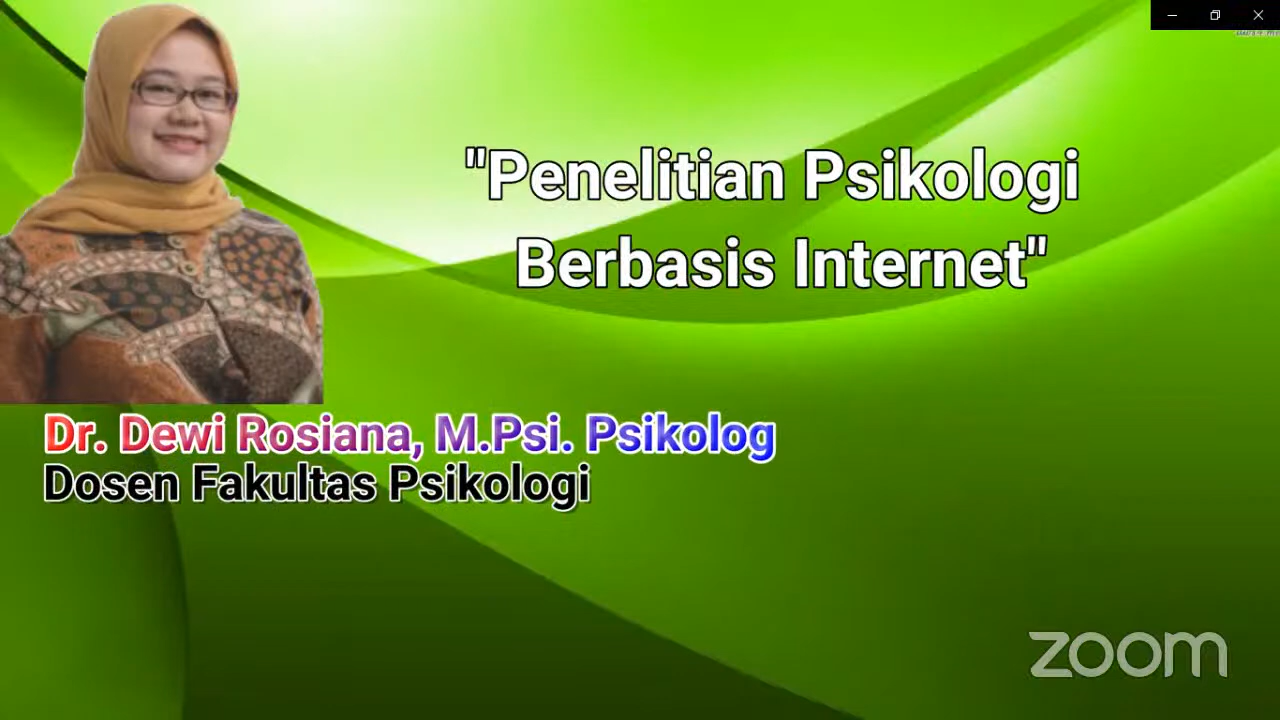 "Penelitian Psikologi
Berbasis Internet"
Dr. Dewi Rosiana, M.Psi. Psikolog
Dosen Fakultas Psikologi
zoom